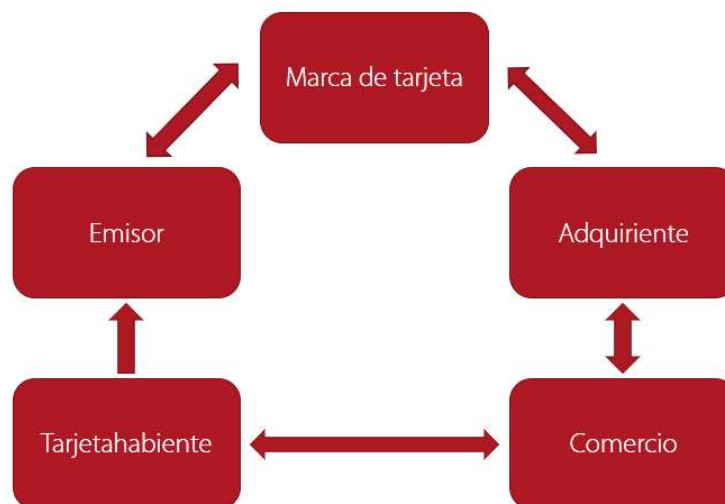 Marca de tarjeta
Emisor
Adquiriente
Tarjetahabiente
Comercio